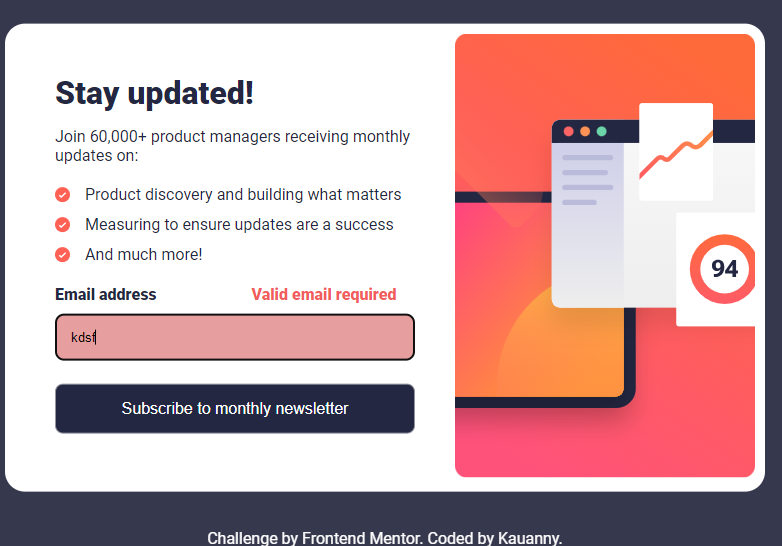 Stay updated!
Join 60,000+ product managers receiving monthly
updates on:
Product discovery and building what matters
Measuring to ensure updates are a success
And much more!
Email address
Valid email required
kdsf
Subscribe to monthly newsletter
94
Challenge by Frontend Mentor. Coded by Kauanny.